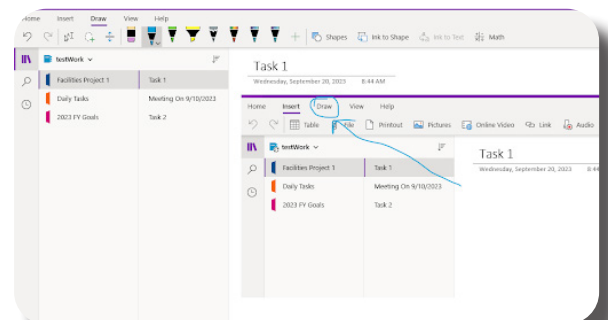 Home Insert Draw View Help
Shapes Ink to Shape Ink to Text Math
testWork
Facilities Project 1 Task 1
Daily Tasks Meeting On 9/10/2023
2023 FY Goals Task 2
Task 1
Wednesday, September 20, 2023 8:44 AM
Home Insert Draw View Help
Table File Printout Pictures Online Video Link Audio
testWork
Facilities Project 1 Task 1
Daily Tasks Meeting On 9/10/2023
2023 FY Goals Task 2
Task 1
Wednesday, September 20, 2023 8:44